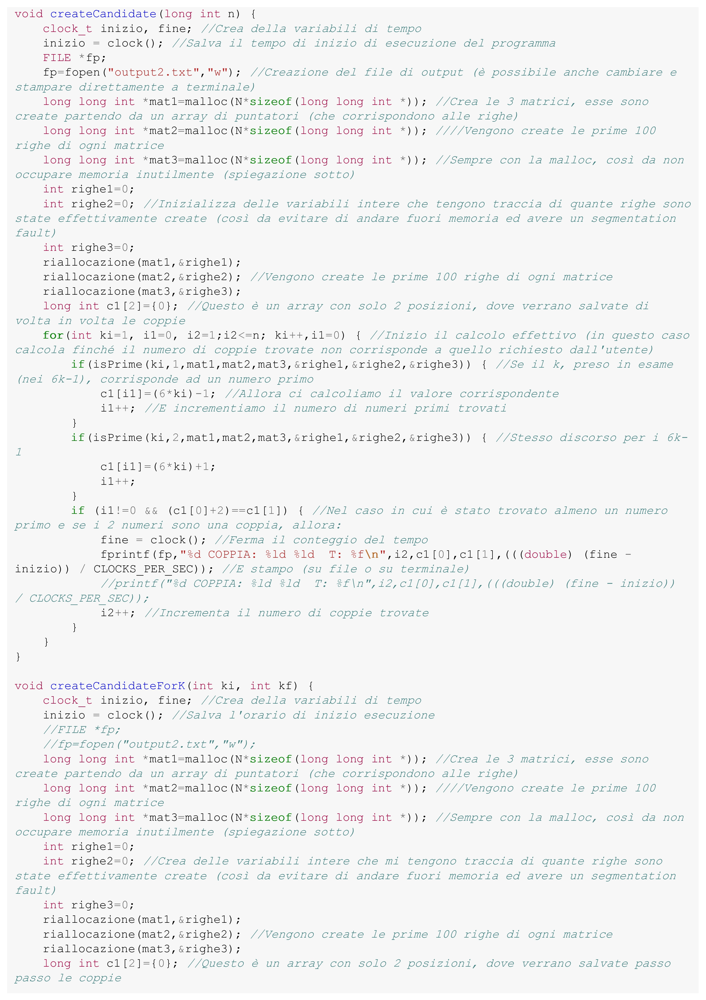 void createCandidate(long int n) {
    clock_t inizio, fine; //Crea della variabili di tempo
    inizio = clock(); //Salva il tempo di inizio di esecuzione del programma
    FILE *fp;
    fp=fopen("output2.txt","w"); //Creazione del file di output (è possibile anche cambiare e
stampare direttamente a terminale)
    long long int *mat1=malloc(N*sizeof(long long int *)); //Crea le 3 matrici, esse sono
create partendo da un array di puntatori (che corrispondono alle righe)
    long long int *mat2=malloc(N*sizeof(long long int *)); ////Vengono create le prime 100
righe di ogni matrice
    long long int *mat3=malloc(N*sizeof(long long int *)); //Sempre con la malloc, così da non
occupare memoria inutilmente (spiegazione sotto)
    int righe1=0;
    int righe2=0; //Inizializza delle variabili intere che tengono traccia di quante righe sono
state effettivamente create (così da evitare di andare fuori memoria ed avere un segmentation
fault)
    int righe3=0;
    riallocazione(mat1,&righe1);
    riallocazione(mat2,&righe2); //Vengono create le prime 100 righe di ogni matrice
    riallocazione(mat3,&righe3);
    long int c1[2]={0}; //Questo è un array con solo 2 posizioni, dove verrano salvate di
volta in volta le coppie
    for(int ki=1, i1=0, i2=1;i2<=n; ki++,i1=0) { //Inizio il calcolo effettivo (in questo caso
calcola finché il numero di coppie trovate non corrisponde a quello richiesto dall'utente)
        if(isPrime(ki,1,mat1,mat2,mat3,&righe1,&righe2,&righe3)) { //Se il k, preso in esame
(nei 6k-1), corrisponde ad un numero primo
            c1[i1]=(6*ki)-1; //Allora ci calcoliamo il valore corrispondente
            i1++; //E incrementiamo il numero di numeri primi trovati
        }
        if(isPrime(ki,2,mat1,mat2,mat3,&righe1,&righe2,&righe3)) { //Stesso discorso per i 6k-
1
            c1[i1]=(6*ki)+1;
            i1++;
        }
        if (i1!=0 && (c1[0]+2)==c1[1]) { //Nel caso in cui è stato trovato almeno un numero
primo e se i 2 numeri sono una coppia, allora:
            fine = clock(); //Ferma il conteggio del tempo
            fprintf(fp,"%d COPPIA: %ld %ld  T: %f\n",i2,c1[0],c1[1],(((double) (fine -
inizio)) / CLOCKS_PER_SEC)); //E stampo (su file o su terminale)
            //printf("%d COPPIA: %ld %ld  T: %f\n",i2,c1[0],c1[1],(((double) (fine - inizio))
/ CLOCKS_PER_SEC));
            i2++; //Incrementa il numero di coppie trovate
        }
    }
}

void createCandidateForK(int ki, int kf) {
    clock_t inizio, fine; //Crea della variabili di tempo
    inizio = clock(); //Salva l'orario di inizio esecuzione
    //FILE *fp;
    //fp=fopen("output2.txt","w");
    long long int *mat1=malloc(N*sizeof(long long int *)); //Crea le 3 matrici, esse sono
create partendo da un array di puntatori (che corrispondono alle righe)
    long long int *mat2=malloc(N*sizeof(long long int *)); ////Vengono create le prime 100
righe di ogni matrice
    long long int *mat3=malloc(N*sizeof(long long int *)); //Sempre con la malloc, così da non
occupare memoria inutilmente (spiegazione sotto)
    int righe1=0;
    int righe2=0; //Crea delle variabili intere che mi tengono traccia di quante righe sono
state effettivamente create (così da evitare di andare fuori memoria ed avere un segmentation
fault)
    int righe3=0;
    riallocazione(mat1,&righe1);
    riallocazione(mat2,&righe2); //Vengono create le prime 100 righe di ogni matrice
    riallocazione(mat3,&righe3);
    long int c1[2]={0}; //Questo è un array con solo 2 posizioni, dove verrano salvate passo
passo le coppie